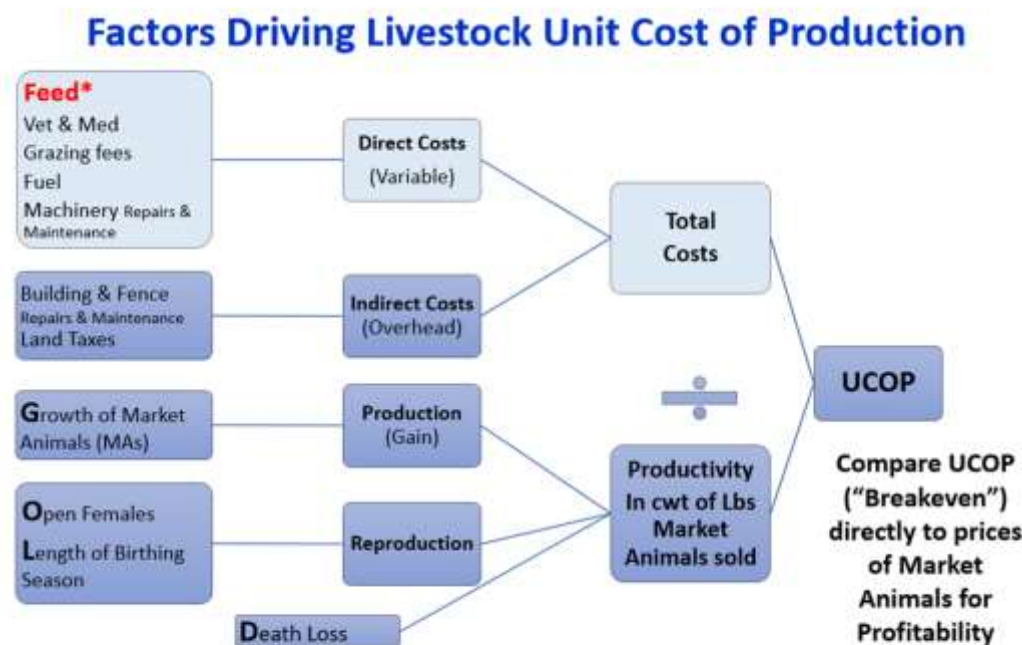 Factors Driving Livestock Unit Cost of Production
Feed*
Vet & Med
Grazing fees
Fuel
Machinery Repairs &
Maintenance
Direct Costs
(Variable)
Total
Costs
Building & Fence
Repairs & Maintenance
Land Taxes
Indirect Costs
(Overhead)
÷
UCOP
Growth of Market
Animals (MAs)
Production
(Gain)
Productivity
In cwt of Lbs
Market
Animals sold
Open Females
Length of Birthing
Season
Reproduction
Death Loss
Compare UCOP
("Breakeven")
directly to prices
of Market
Animals for
Profitability